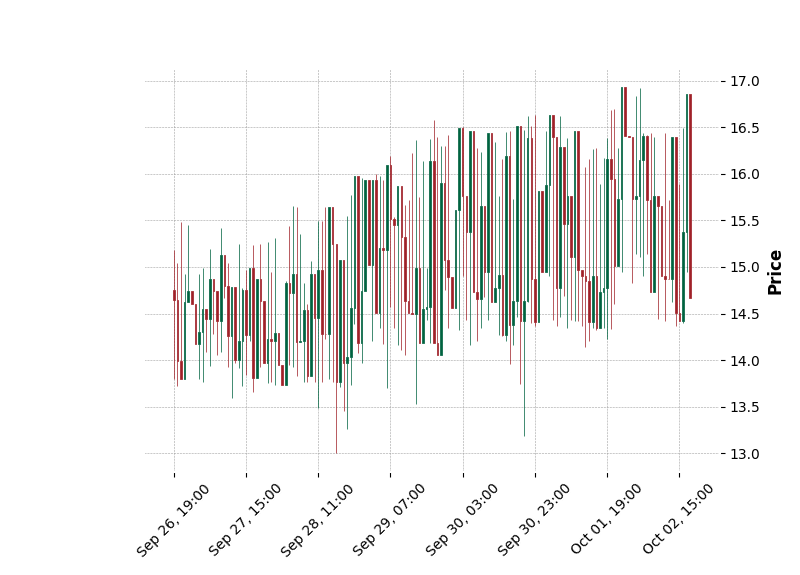 17.0
16.5
16.0
15.5
15.0
14.5
14.0
13.5
13.0
Price
Sep 26, 19:00
Sep 27, 15:00
Sep 28, 11:00
Sep 29, 07:00
Sep 30, 03:00
Sep 30, 23:00
Oct 01, 19:00
Oct 02, 15:00